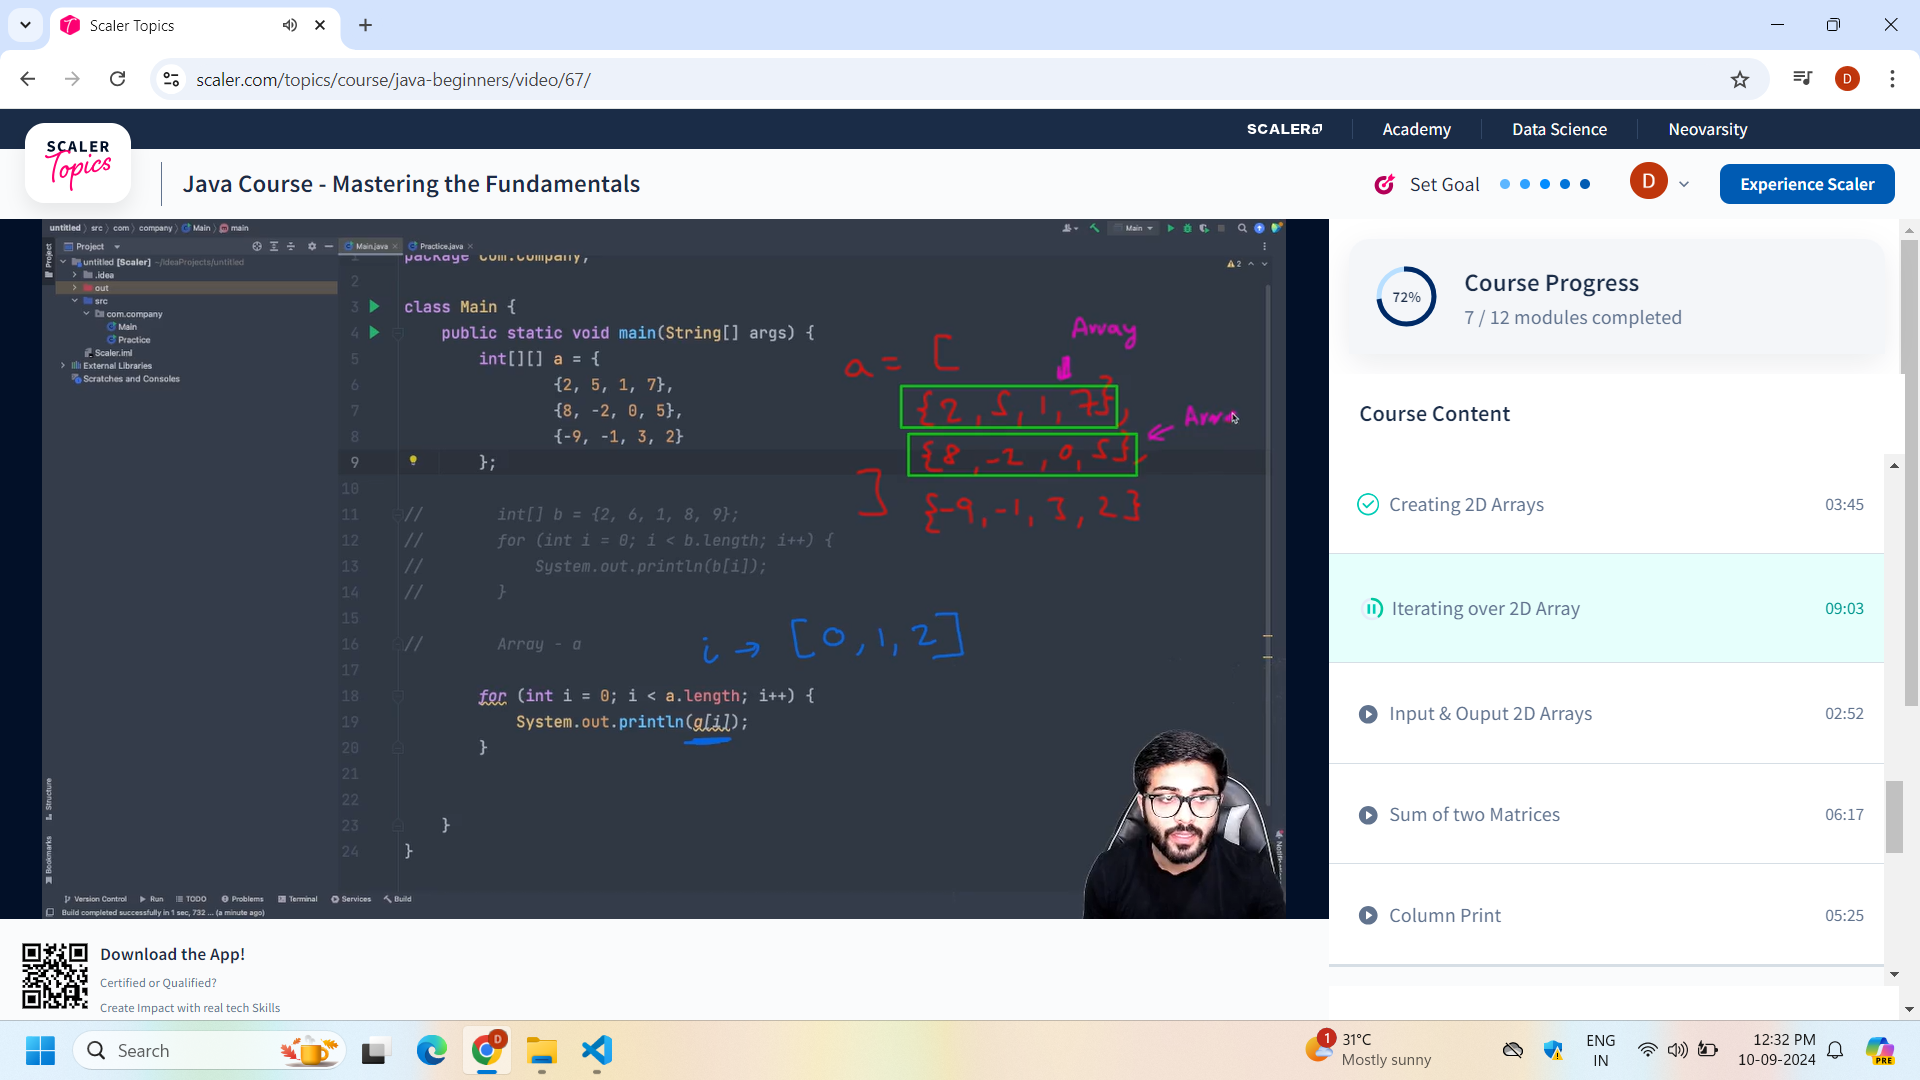 Scaler Topics
scaler.com/topics/course/java-beginners/video/67/
D
SCALER
Academy
Data Science
Neovarsity
SCALER
Topics
Java Course - Mastering the Fundamentals
Set Goal
D
Experience Scaler
untitled src com company Main main
Main
Project
Main.java
Practice.java
Project
untitled [Scaler] ~/IdeaProjects/untitled
.idea
out
src
com.company
Main
Practice
Scaler.iml
External Libraries
Scratches and Consoles
2
1 package com.company;
2
3 class Main {
4 public static void main(String[] args) {
5 int[][] a = {
6 {2, 5, 1, 7},
7 {8, -2, 0, 5},
8 {-9, -1, 3, 2}
9 };
10
11 // int[] b = {2, 6, 1, 8, 9};
12 // for (int i = 0; i < b.length; i++) {
13 // System.out.println(b[i]);
14 // }
15
16 // Array - a
17
18 for (int i = 0; i < a.length; i++) {
19 System.out.println(a[i]);
20 }
21
22
23 }
24 }
Array
a = [
{2, 5, 1, 7},
Arra
{8, -2, 0, 5},
] {-9, -1, 3, 2}
i → [0, 1, 2]
Structure
Bookmarks
Notifications
Version Control Run TODO Problems Terminal Services Build
Build completed successfully in 1 sec, 732 ... (a minute ago)
72%
Course Progress
7 / 12 modules completed
Course Content
Creating 2D Arrays 03:45
Iterating over 2D Array 09:03
Input & Ouput 2D Arrays 02:52
Sum of two Matrices 06:17
Column Print 05:25
Download the App!
Certified or Qualified?
Create Impact with real tech Skills
Search
D
1
31°C
Mostly sunny
ENG
IN
12:32 PM
10-09-2024
PRE